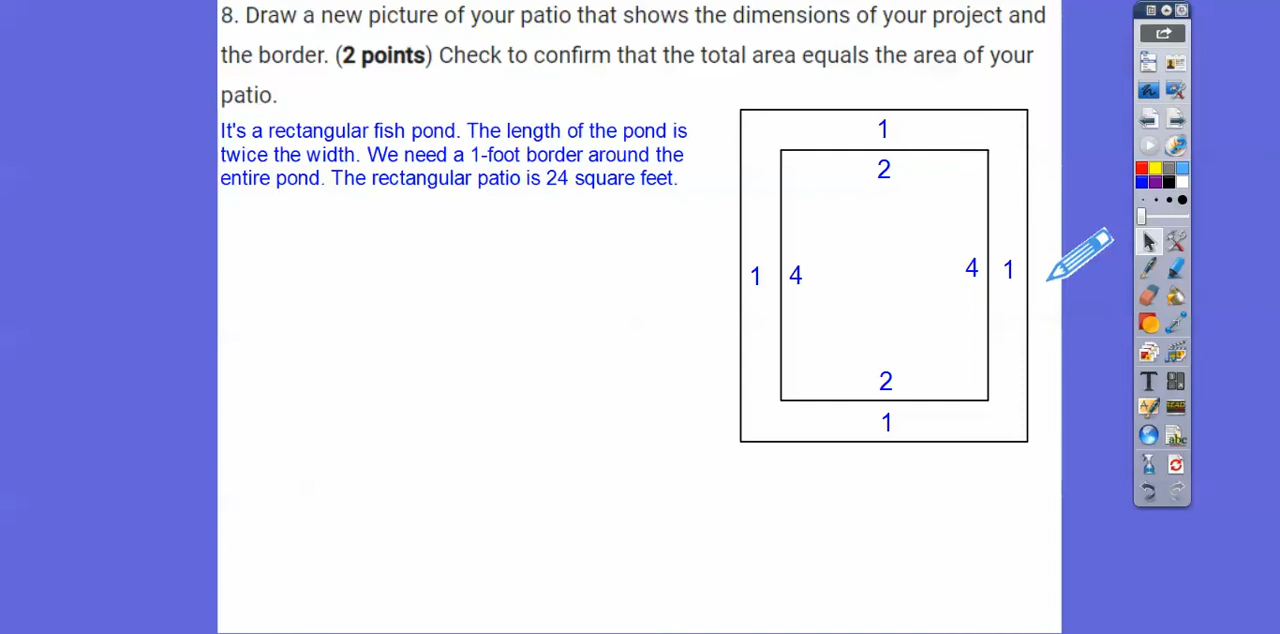 8. Draw a new picture of your patio that shows the dimensions of your project and
the border. (2 points) Check to confirm that the total area equals the area of your
patio.
It's a rectangular fish pond. The length of the pond is
twice the width. We need a 1-foot border around the
entire pond. The rectangular patio is 24 square feet.
1
2
1 4 4 1
2
1
T
abc